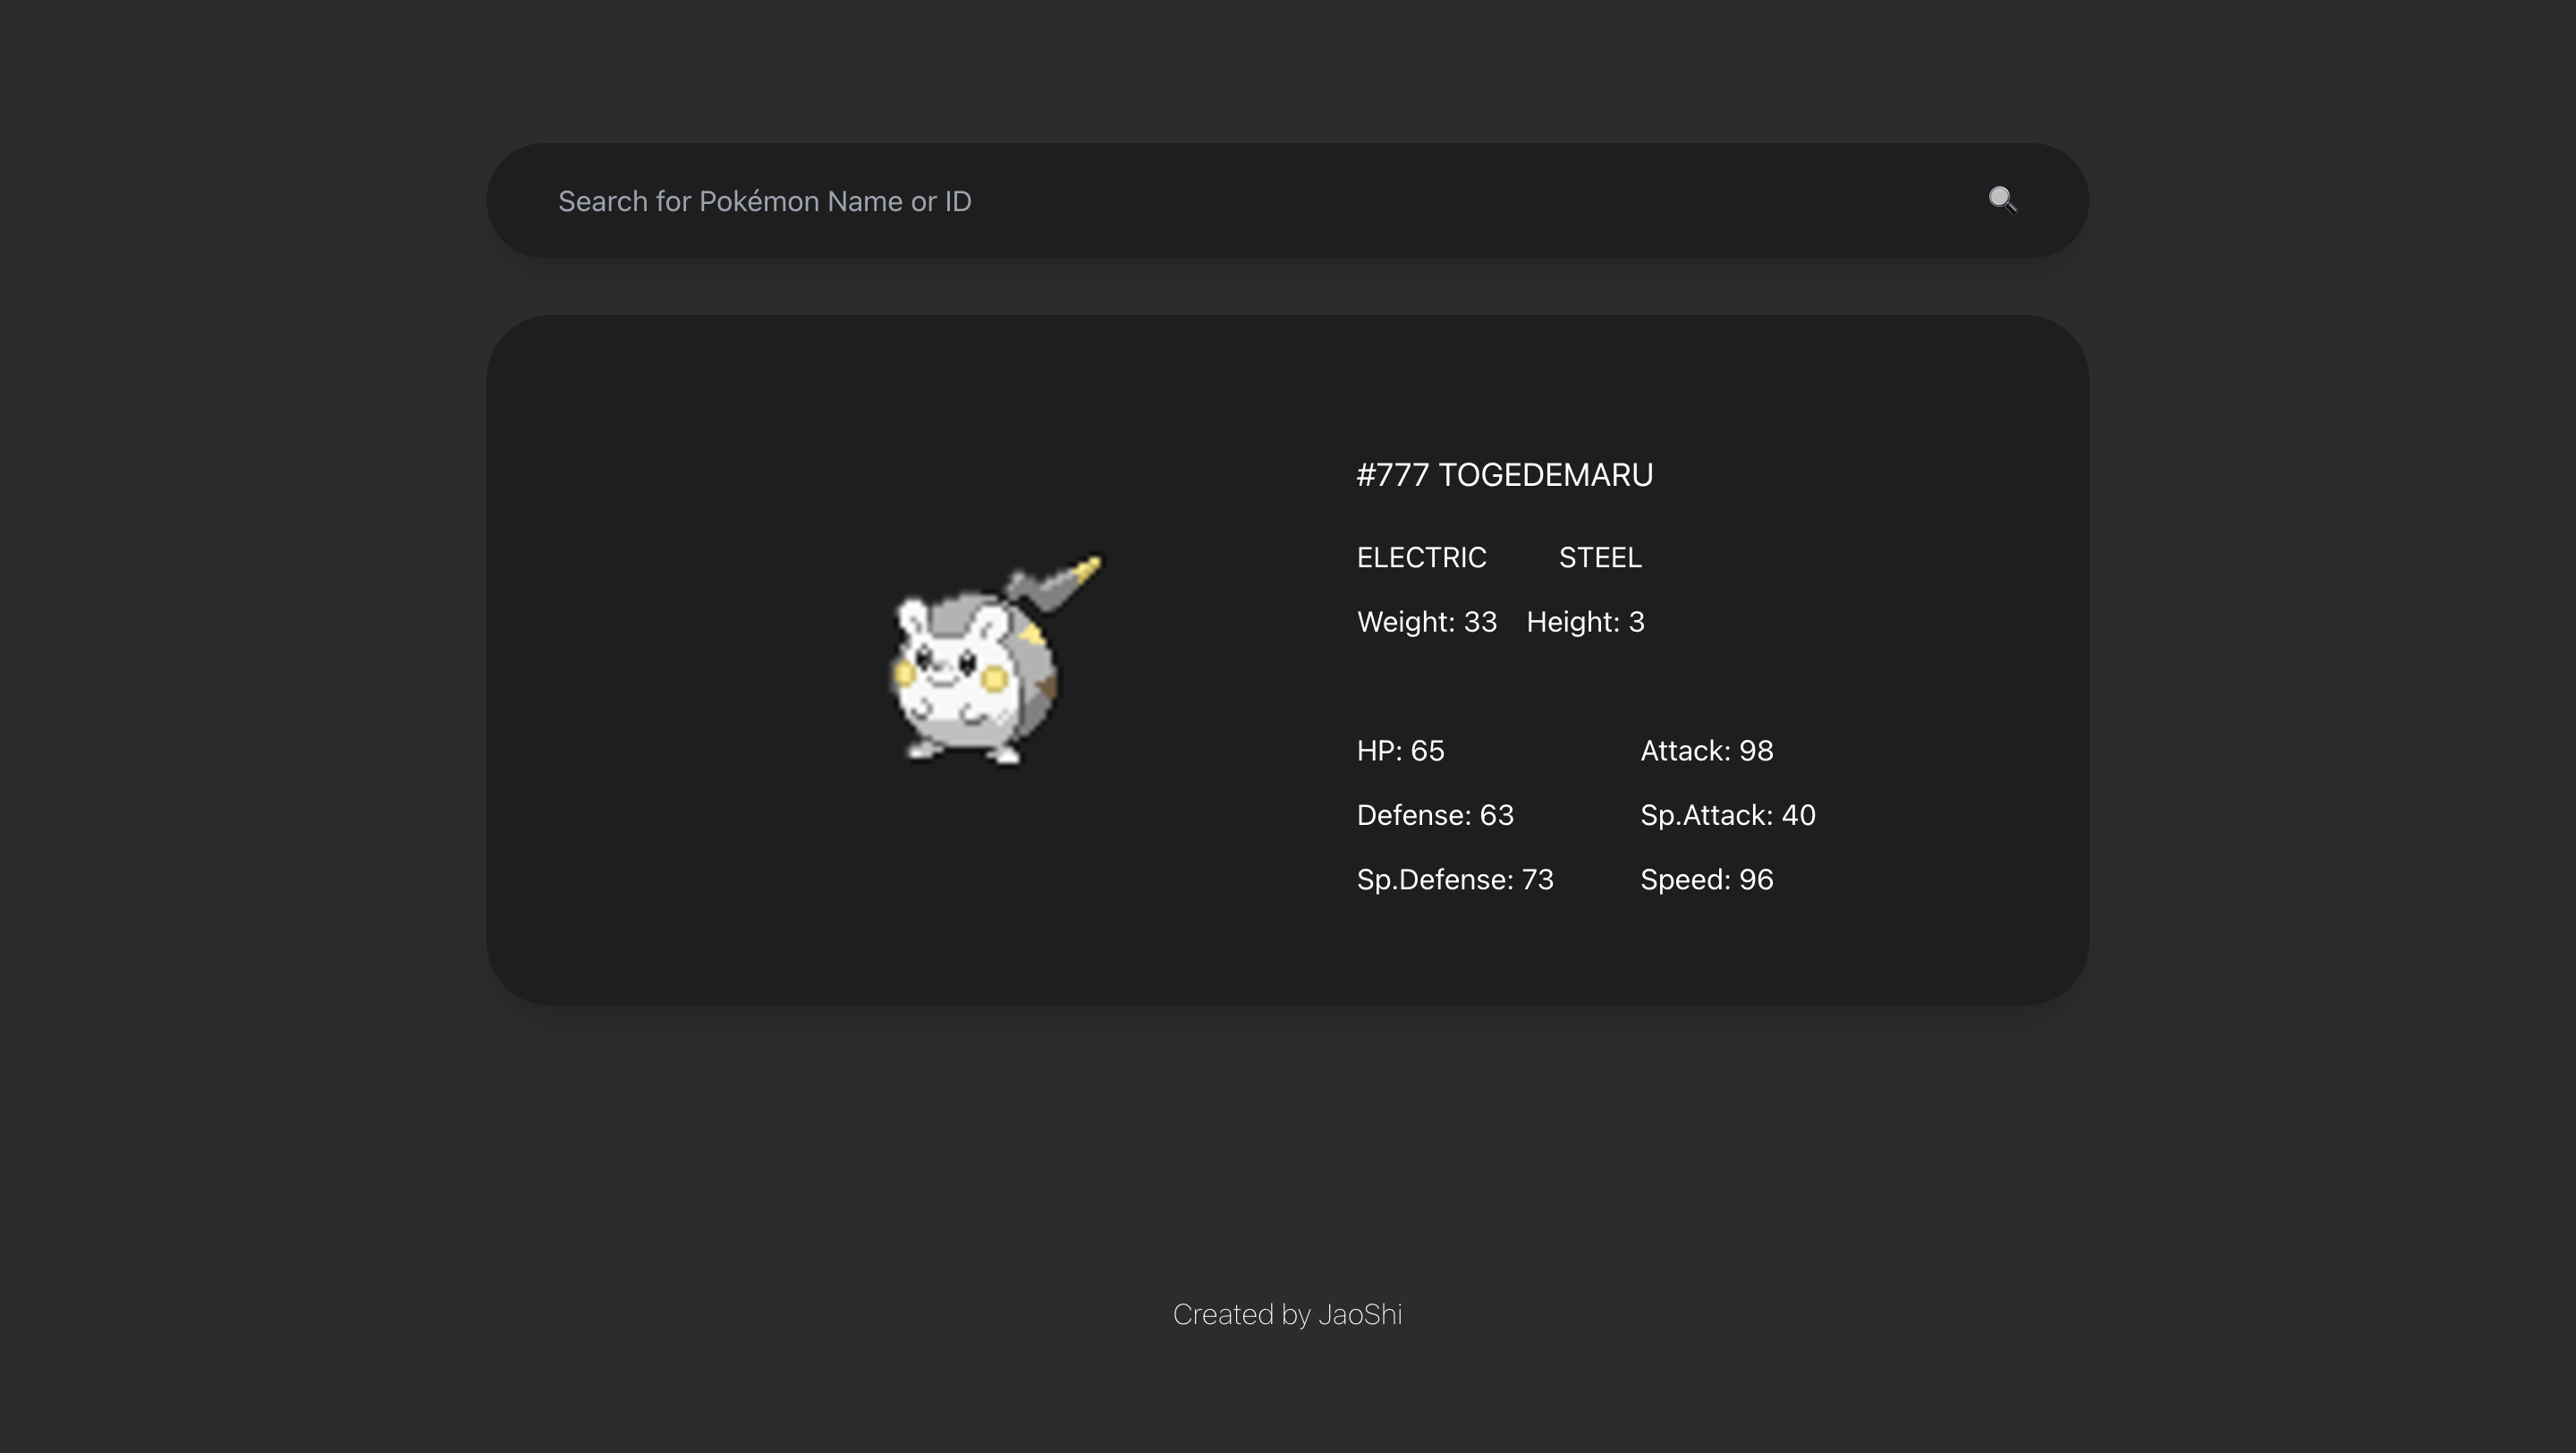 Search for Pokémon Name or ID
#777 TOGEDEMARU
ELECTRIC STEEL
Weight: 33 Height: 3
HP: 65 Attack: 98
Defense: 63 Sp.Attack: 40
Sp.Defense: 73 Speed: 96
Created by JaoShi